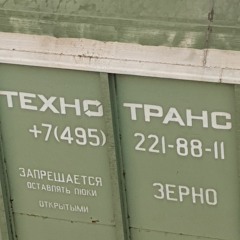 ТЕХНО ТРАНС
+7(495) 221-88-11
ЗАПРЕЩАЕТСЯ
ОСТАВЛЯТЬ ЛЮКИ
ОТКРЫТЫМИ
ЗЕРНО